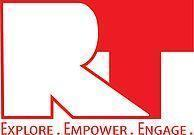 RT
EXPLORE . EMPOWER . ENGAGE .